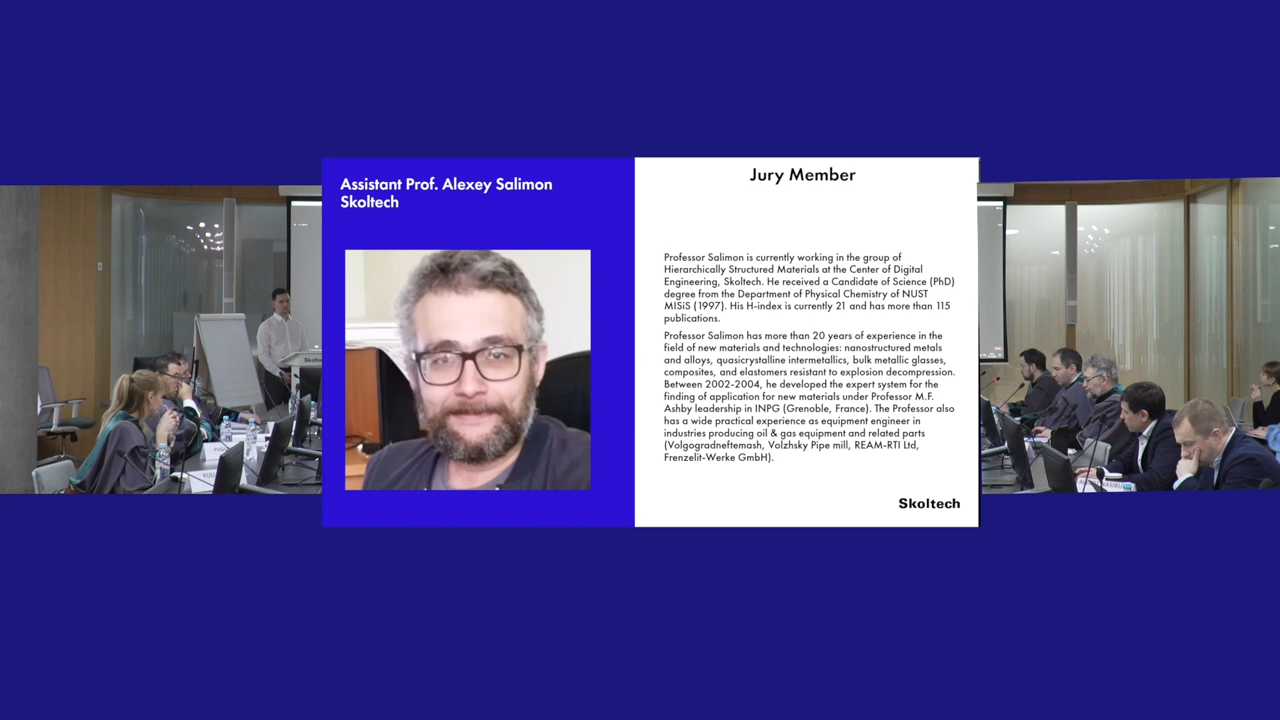 Assistant Prof. Alexey Salimon
Skoltech
Jury Member
Professor Salimon is currently working in the group of
Hierarchically Structured Materials at the Center of Digital
Engineering, Skoltech. He received a Candidate of Science (PhD)
degree from the Department of Physical Chemistry of NUST
MISiS (1997). His H-index is currently 21 and has more than 115
publications.
Professor Salimon has more than 20 years of experience in the
field of new materials and technologies: nanostructured metals
and alloys, quasicrystalline intermetallics, bulk metallic glasses,
composites, and elastomers resistant to explosion decompression.
Between 2002-2004, he developed the expert system for the
finding of application for new materials under Professor M.F.
Ashby leadership in INPG (Grenoble, France). The Professor also
has a wide practical experience as equipment engineer in
industries producing oil & gas equipment and related parts
(Volgogradneftemash, Volzhsky Pipe mill, REAM-RTI Ltd,
Frenzelit-Werke GmbH).
Skoltech